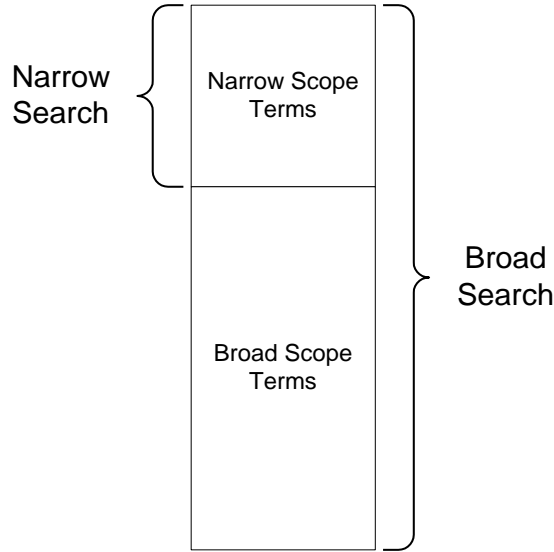 Narrow
Search
Narrow Scope
Terms
Broad
Search
Broad Scope
Terms